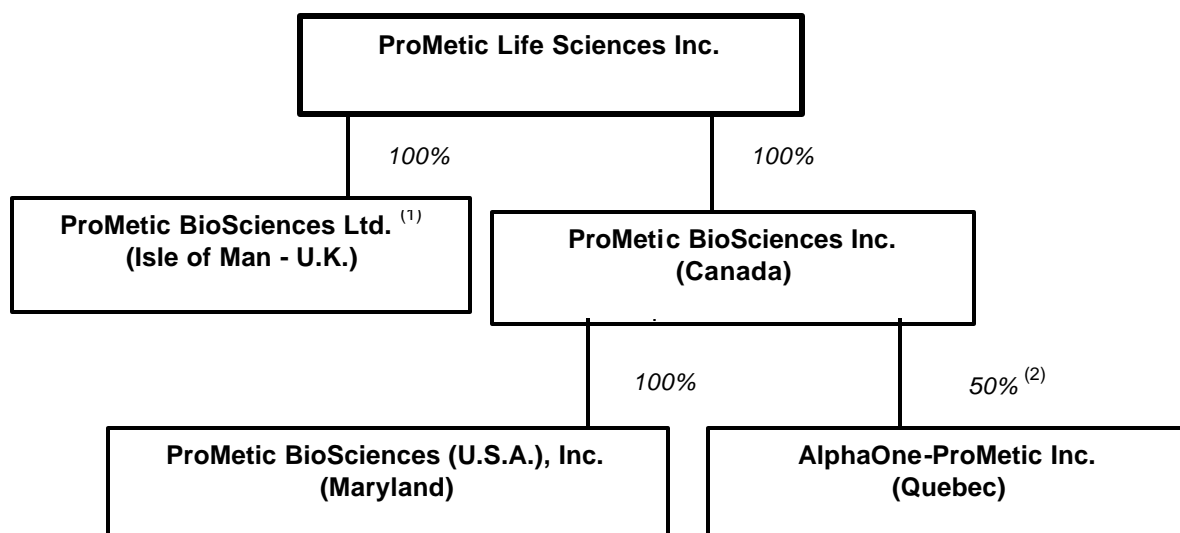 ProMetic Life Sciences Inc.
100%
100%
ProMetic BioSciences Ltd. (1)
(Isle of Man - U.K.)
ProMetic BioSciences Inc.
(Canada)
100%
50% (2)
ProMetic BioSciences (U.S.A.), Inc.
(Maryland)
AlphaOne-ProMetic Inc.
(Quebec)